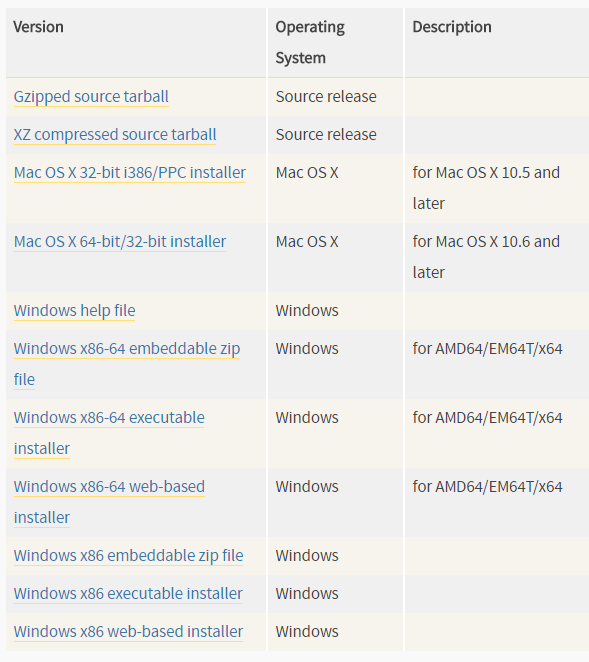 Version Operating Description
System
Gzipped source tarball Source release
XZ compressed source tarball Source release
Mac OS X 32-bit i386/PPC installer Mac OS X for Mac OS X 10.5 and
later
Mac OS X 64-bit/32-bit installer Mac OS X for Mac OS X 10.6 and
later
Windows help file Windows
Windows x86-64 embeddable zip Windows for AMD64/EM64T/x64
file
Windows x86-64 executable Windows for AMD64/EM64T/x64
installer
Windows x86-64 web-based Windows for AMD64/EM64T/x64
installer
Windows x86 embeddable zip file Windows
Windows x86 executable installer Windows
Windows x86 web-based installer Windows